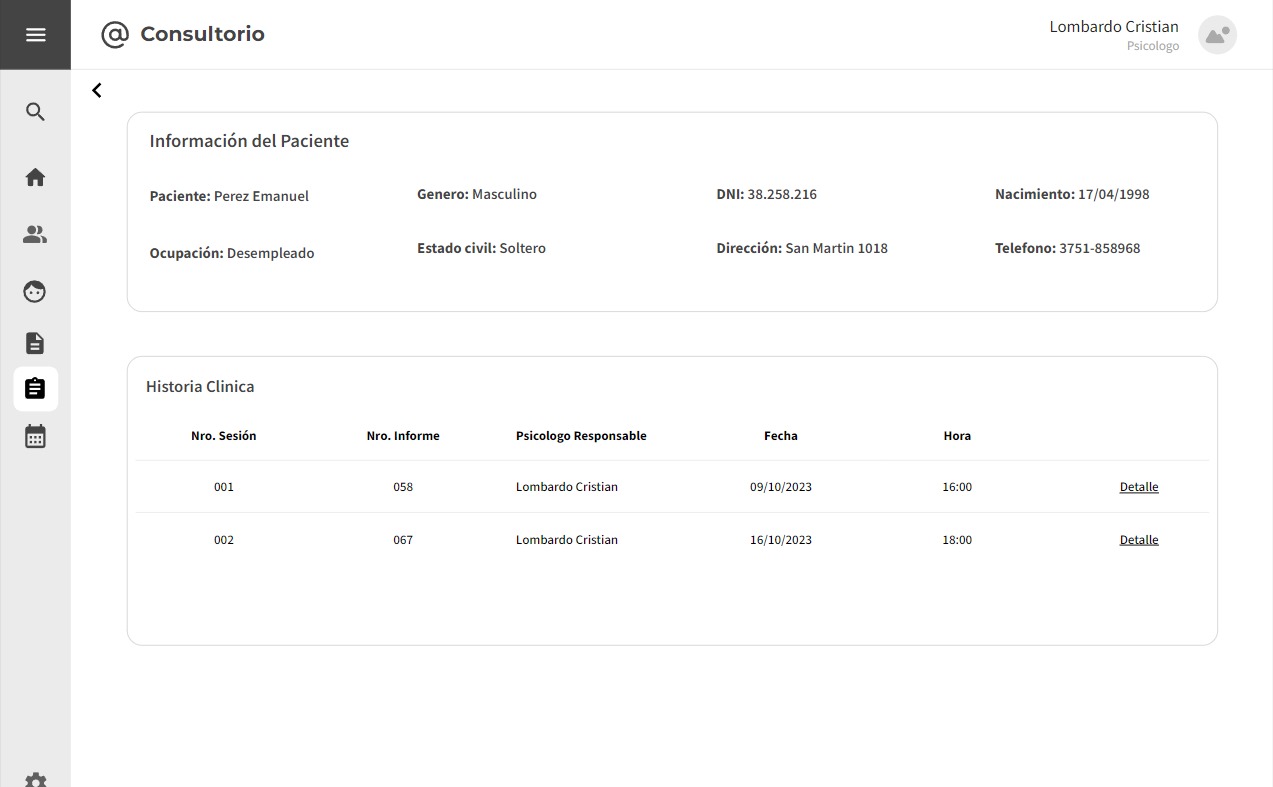 @ Consultorio
Lombardo Cristian
Psicologo
Información del Paciente
Paciente: Perez Emanuel Genero: Masculino DNI: 38.258.216 Nacimiento: 17/04/1998
Ocupación: Desempleado Estado civil: Soltero Dirección: San Martin 1018 Telefono: 3751-858968
Historia Clinica
Nro. Sesión Nro. Informe Psicologo Responsable Fecha Hora
001 058 Lombardo Cristian 09/10/2023 16:00 Detalle
002 067 Lombardo Cristian 16/10/2023 18:00 Detalle